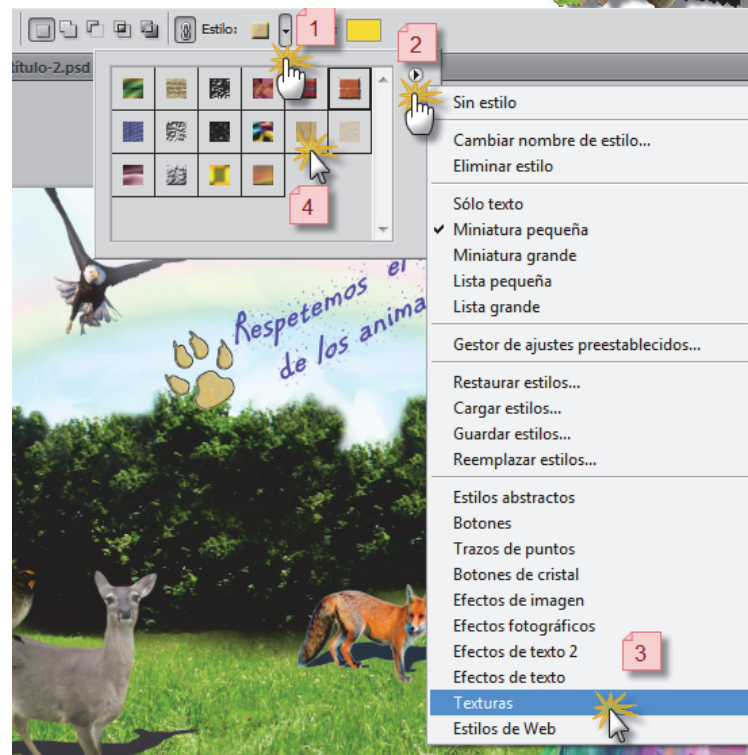 Estilo:
1
2
título-2.psd
Sin estilo
Cambiar nombre de estilo...
Eliminar estilo
Sólo texto
Miniatura pequeña
Miniatura grande
Lista pequeña
Lista grande
Gestor de ajustes preestablecidos...
Restaurar estilos...
Cargar estilos...
Guardar estilos...
Reemplazar estilos...
Estilos abstractos
Botones
Trazos de puntos
Botones de cristal
Efectos de imagen
Efectos fotográficos
Efectos de texto 2
Efectos de texto
Texturas
Estilos de Web
3
4
Respetemos el
de los anima